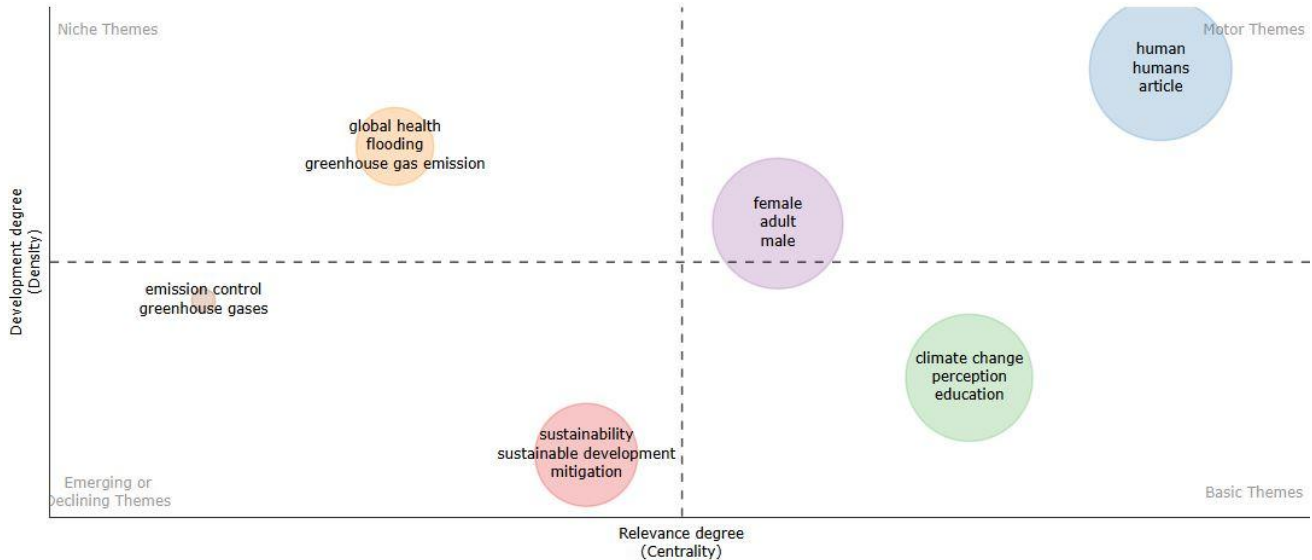 Niche Themes
Motor Themes
human
humans
article
global health
flooding
greenhouse gas emission
female
adult
male
Development degree
(Density)
emission control
greenhouse gases
climate change
perception
education
sustainability
sustainable development
mitigation
Emerging or
Declining Themes
Basic Themes
Relevance degree
(Centrality)